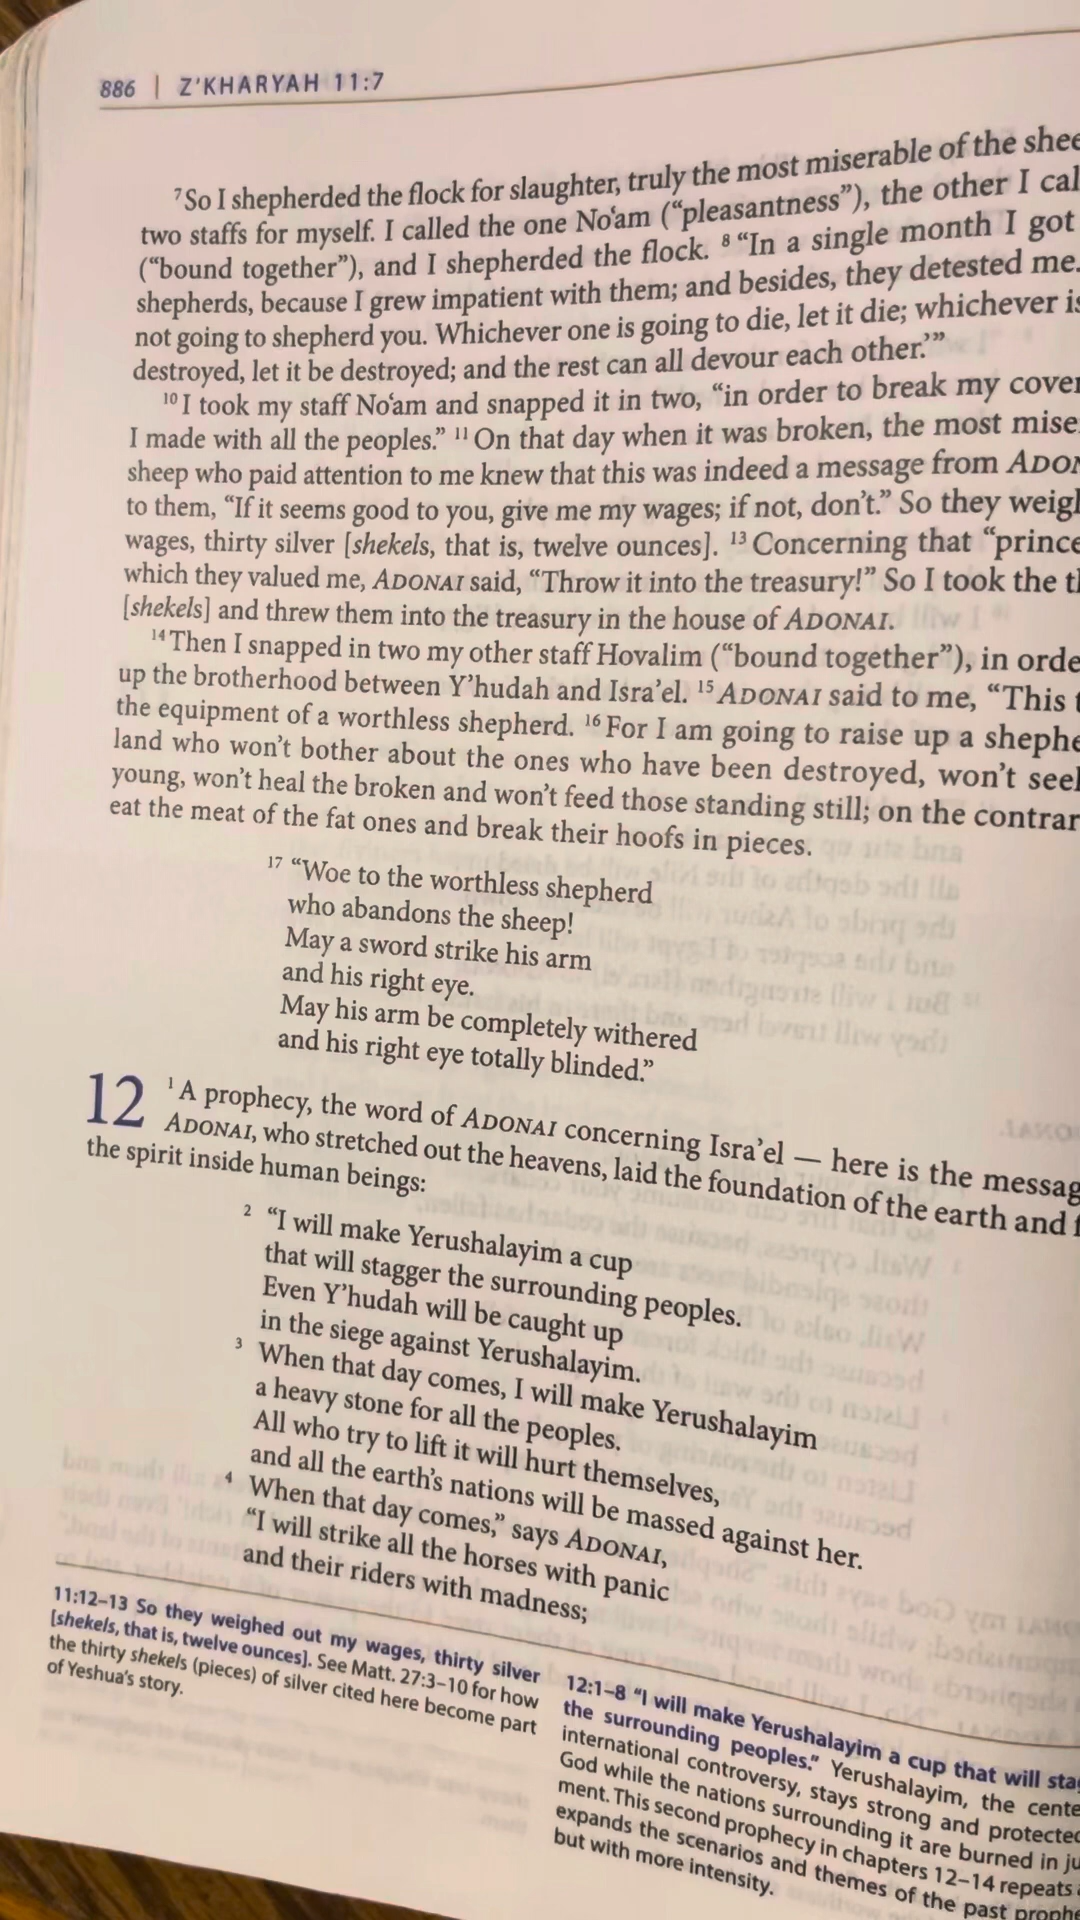 886 | Z'KHARYAH 11:7
7 So I shepherded the flock for slaughter, truly the most miserable of the
two staffs for myself. I called the one No‘am (“pleasantness”), the other I
(“bound together”), and I shepherded the flock. 8 “In a single month I got
shepherds, because I grew impatient with them; and besides, they detested me.
not going to shepherd you. Whichever one is going to die, let it die; whichever
destroyed, let it be destroyed; and the rest can all devour each other.’”
10 I took my staff No‘am and snapped it in two, “in order to break my
I made with all the peoples.” 11 On that day when it was broken, the most
sheep who paid attention to me knew that this was indeed a message from
to them, “If it seems good to you, give me my wages; if not, don’t.” So they
wages, thirty silver [shekels, that is, twelve ounces]. 13 Concerning that
which they valued me, ADONAI said, “Throw it into the treasury!” So I took the
[shekels] and threw them into the treasury in the house of ADONAI.
14 Then I snapped in two my other staff Hovalim (“bound together”), in
up the brotherhood between Y’hudah and Isra’el. 15 ADONAI said to me, “This
the equipment of a worthless shepherd. 16 For I am going to raise up a
land who won’t bother about the ones who have been destroyed, won’t
young, won’t heal the broken and won’t feed those standing still; on the
eat the meat of the fat ones and break their hoofs in pieces.
17 “Woe to the worthless shepherd
who abandons the sheep!
May a sword strike his arm
and his right eye.
May his arm be completely withered
and his right eye totally blinded.”
12 1 A prophecy, the word of ADONAI concerning Isra’el — here is the
ADONAI, who stretched out the heavens, laid the foundation of the earth and
the spirit inside human beings:
2 “I will make Yerushalayim a cup
that will stagger the surrounding peoples.
Even Y’hudah will be caught up
in the siege against Yerushalayim.
3 When that day comes, I will make Yerushalayim
a heavy stone for all the peoples.
All who try to lift it will hurt themselves,
and all the earth’s nations will be massed against her.
4 When that day comes,” says ADONAI,
“I will strike all the horses with panic
and their riders with madness;
11:12–13 So they weighed out my wages, thirty silver
[shekels, that is, twelve ounces]. See Matt. 27:3–10 for how
the thirty shekels (pieces) of silver cited here become part
of Yeshua’s story.
12:1–8 “I will make Yerushalayim a cup that will
the surrounding peoples.” Yerushalayim, the
international controversy, stays strong and
God while the nations surrounding it are burned in
ment. This second prophecy in chapters 12–14 repeats
expands the scenarios and themes of the past
but with more intensity.